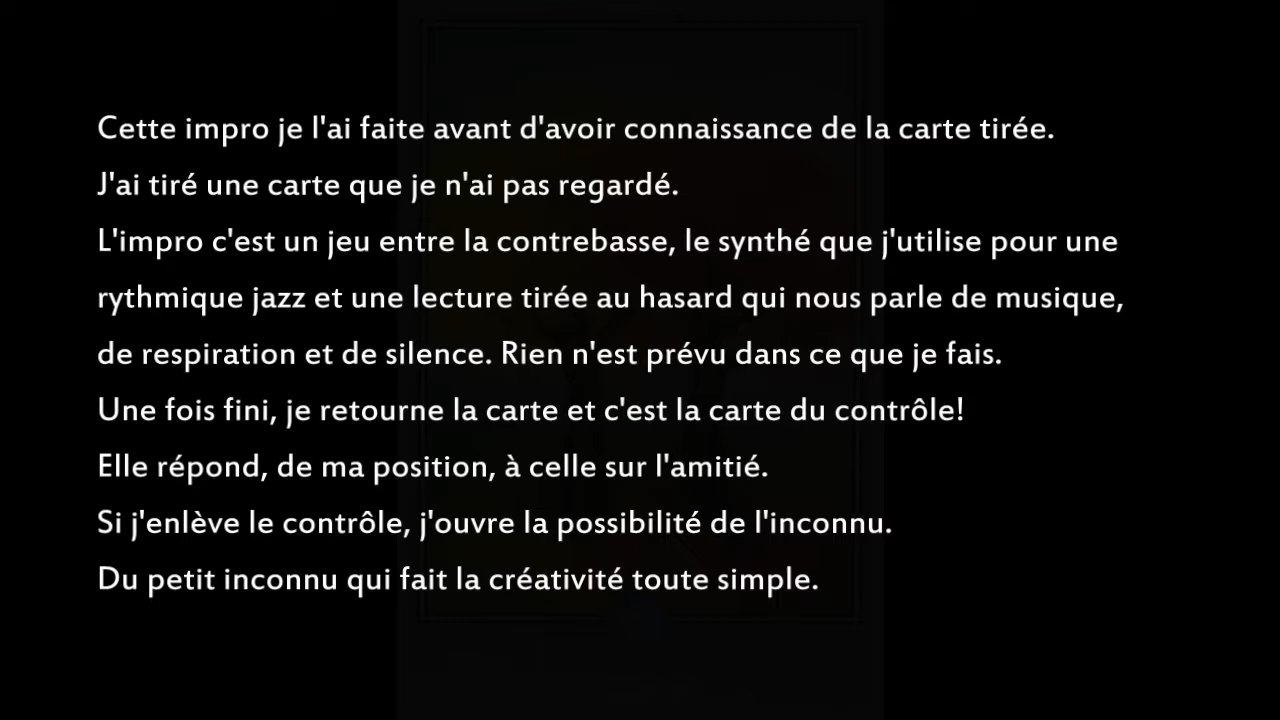 Cette impro je l'ai faite avant d'avoir connaissance de la carte tirée.
J'ai tiré une carte que je n'ai pas regardé.
L'impro c'est un jeu entre la contrebasse, le synthé que j'utilise pour une
rythmique jazz et une lecture tirée au hasard qui nous parle de musique,
de respiration et de silence. Rien n'est prévu dans ce que je fais.
Une fois fini, je retourne la carte et c'est la carte du contrôle!
Elle répond, de ma position, à celle sur l'amitié.
Si j'enlève le contrôle, j'ouvre la possibilité de l'inconnu.
Du petit inconnu qui fait la créativité toute simple.